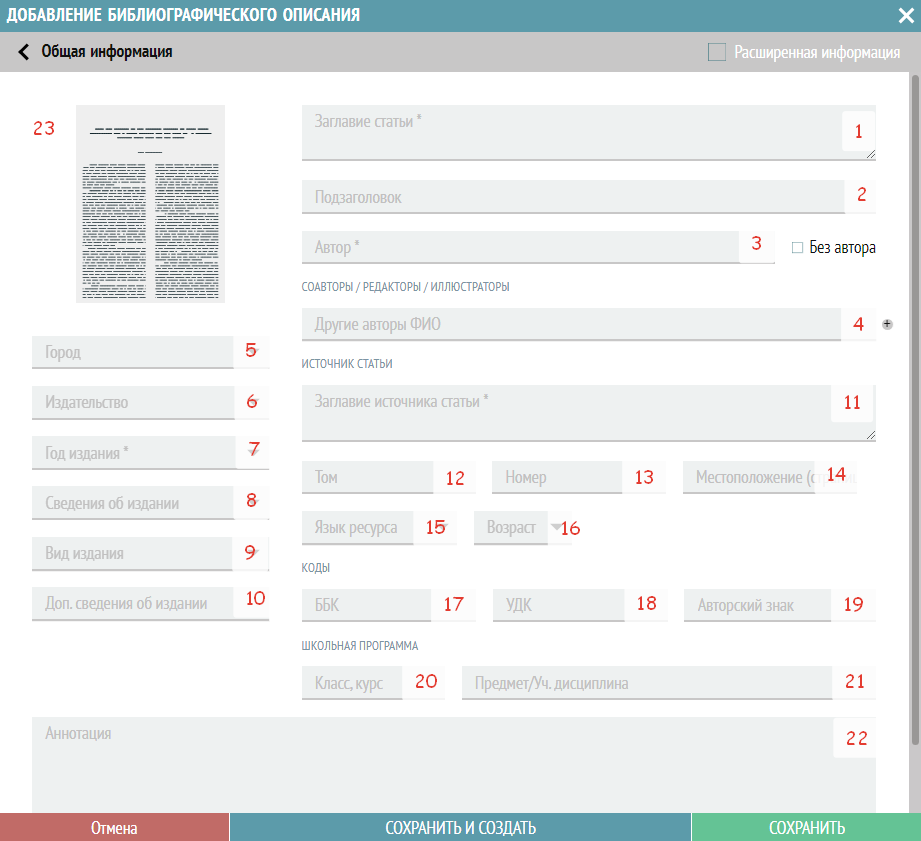 ДОБАВЛЕНИЕ БИБЛИОГРАФИЧЕСКОГО ОПИСАНИЯ
Общая информация
Расширенная информация
23
Заглавие статьи * 1
Подзаголовок 2
Автор * 3 Без автора
СОАВТОРЫ / РЕДАКТОРЫ / ИЛЛЮСТРАТОРЫ
Другие авторы ФИО 4
Город 5
Издательство 6
Год издания * 7
Сведения об издании 8
Вид издания 9
Доп. сведения об издании 10
ИСТОЧНИК СТАТЬИ
Заглавие источника статьи * 11
Том 12 Номер 13 Местоположение 14
Язык ресурса 15 Возраст 16
КОДЫ
ББК 17 УДК 18 Авторский знак 19
ШКОЛЬНАЯ ПРОГРАММА
Класс, курс 20 Предмет/Уч. дисциплина 21
Аннотация 22
Отмена СОХРАНИТЬ И СОЗДАТЬ СОХРАНИТЬ